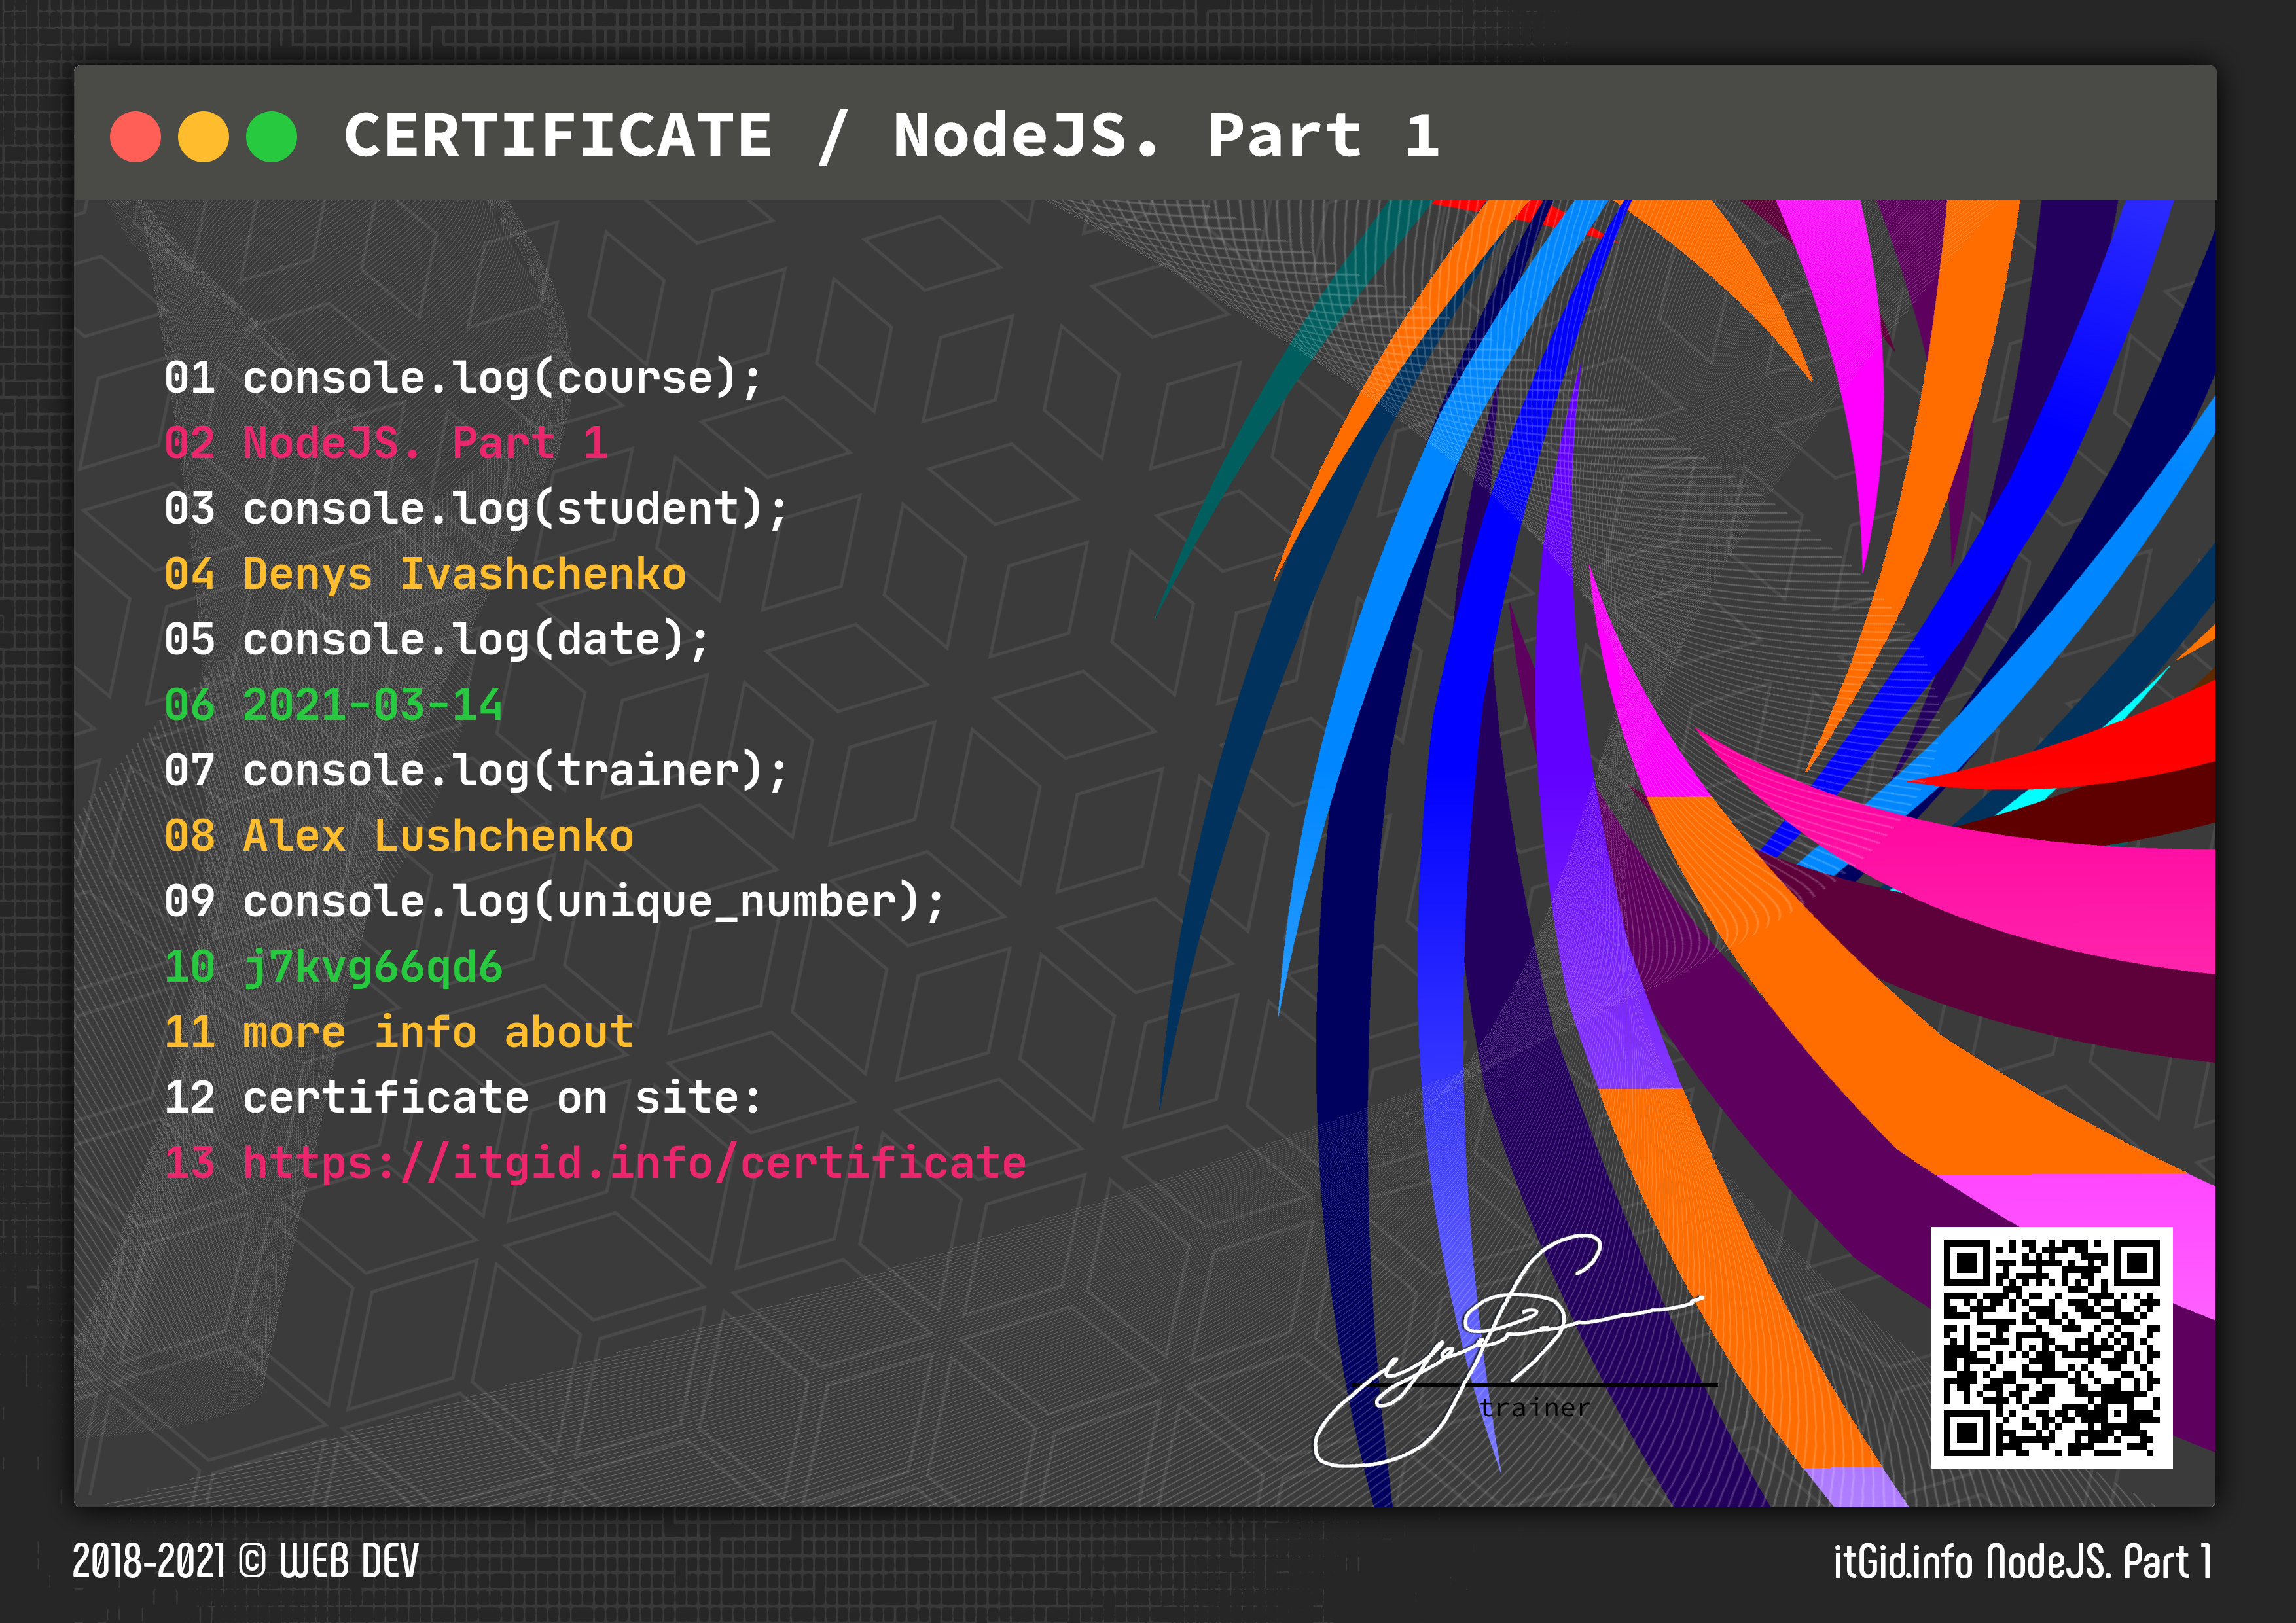 CERTIFICATE / NodeJS. Part 1
01 console.log(course);
02 NodeJS. Part 1
03 console.log(student);
04 Denys Ivashchenko
05 console.log(date);
06 2021-03-14
07 console.log(trainer);
08 Alex Lushchenko
09 console.log(unique_number);
10 j7kvg66qd6
11 more info about
12 certificate on site:
13 https://itgid.info/certificate
trainer
2018-2021 © WEB DEV
itGid.info NodeJS. Part 1